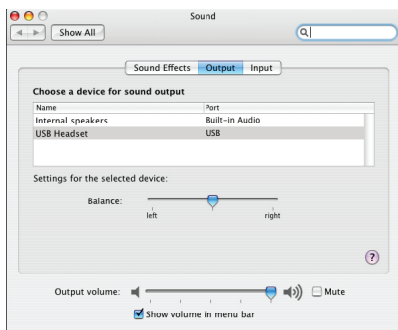 Sound
Show All
Sound Effects Output Input
Choose a device for sound output
Name Port
Internal speakers Built-in Audio
USB Headset USB
Settings for the selected device:
Balance:
left right
?
Output volume: Mute
Show volume in menu bar